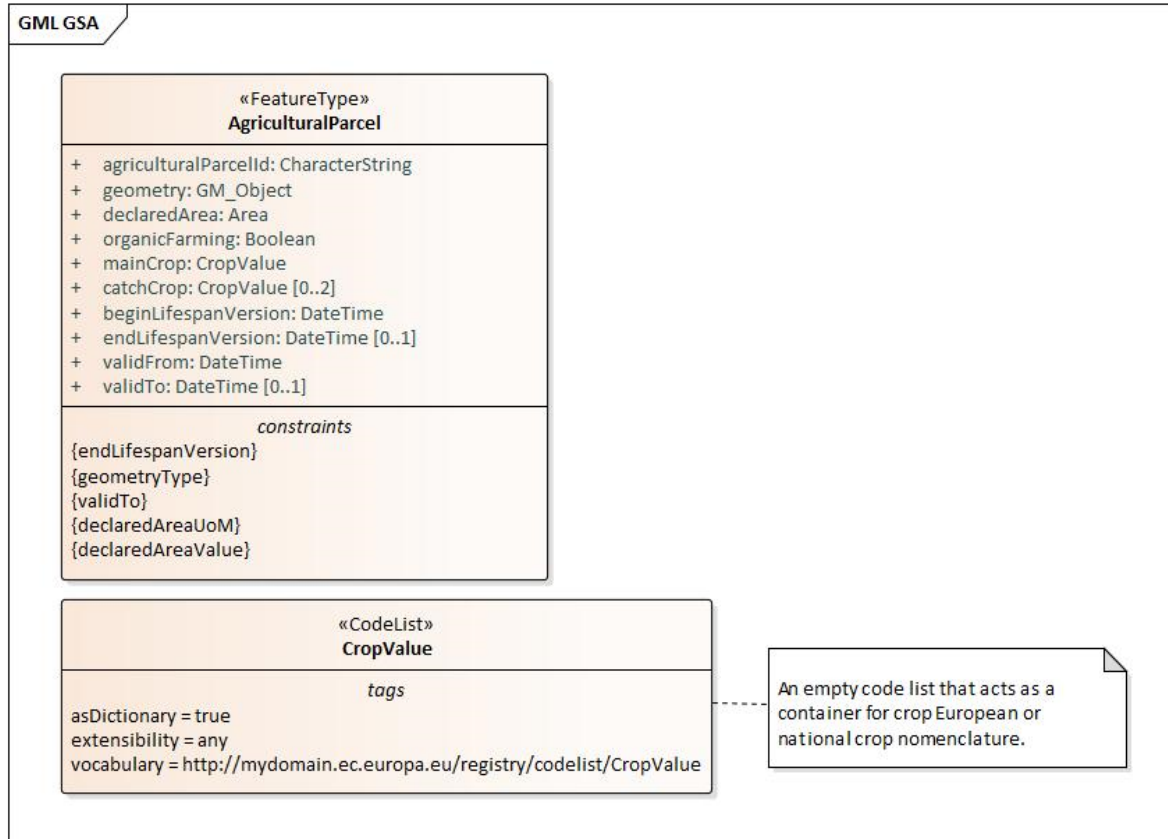 GML GSA
«FeatureType»
AgriculturalParcel
+ agriculturalParcelId: CharacterString
+ geometry: GM_Object
+ declaredArea: Area
+ organicFarming: Boolean
+ mainCrop: CropValue
+ catchCrop: CropValue [0..2]
+ beginLifespanVersion: DateTime
+ endLifespanVersion: DateTime [0..1]
+ validFrom: DateTime
+ validTo: DateTime [0..1]
constraints
{endLifespanVersion}
{geometryType}
{validTo}
{declaredAreaUoM}
{declaredAreaValue}
«CodeList»
CropValue
tags
asDictionary = true
extensibility = any
vocabulary = http://mydomain.ec.europa.eu/registry/codelist/CropValue
An empty code list that acts as a
container for crop European or
national crop nomenclature.